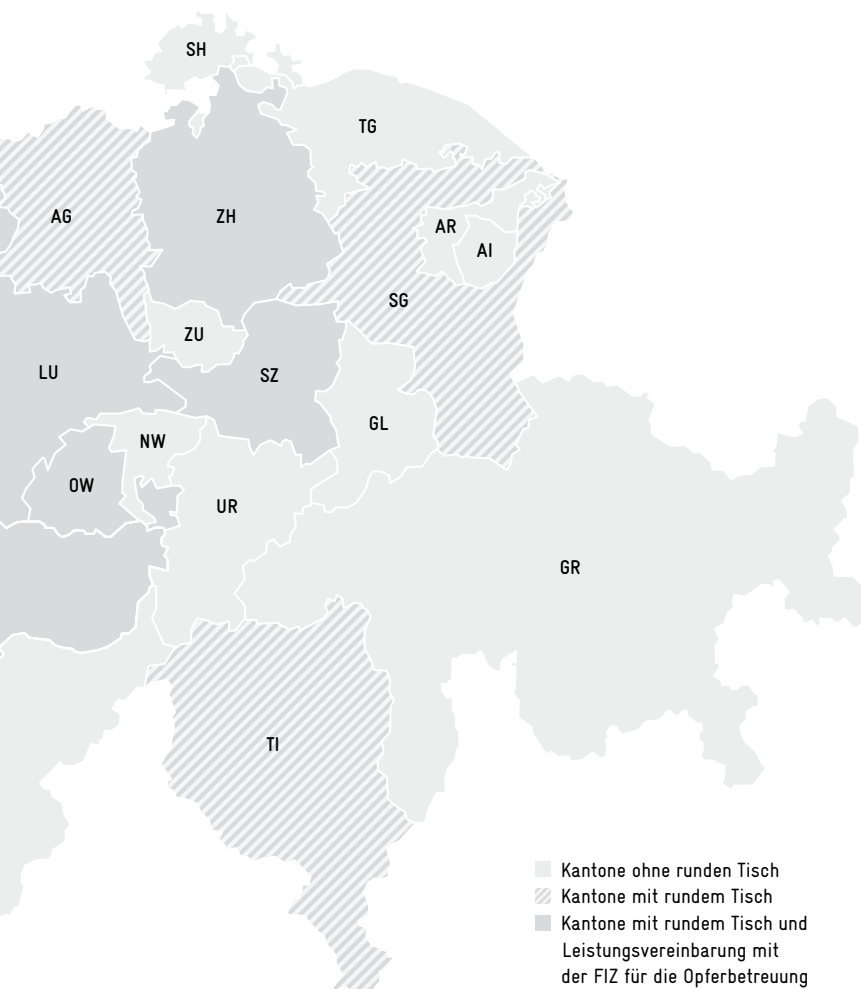 SH
TG
AG
ZH
AR
AI
SG
ZU
LU
SZ
GL
NW
OW
UR
GR
TI
Kantone ohne runden Tisch
Kantone mit rundem Tisch
Kantone mit rundem Tisch und
Leistungsvereinbarung mit
der FIZ für die Opferbetreuung